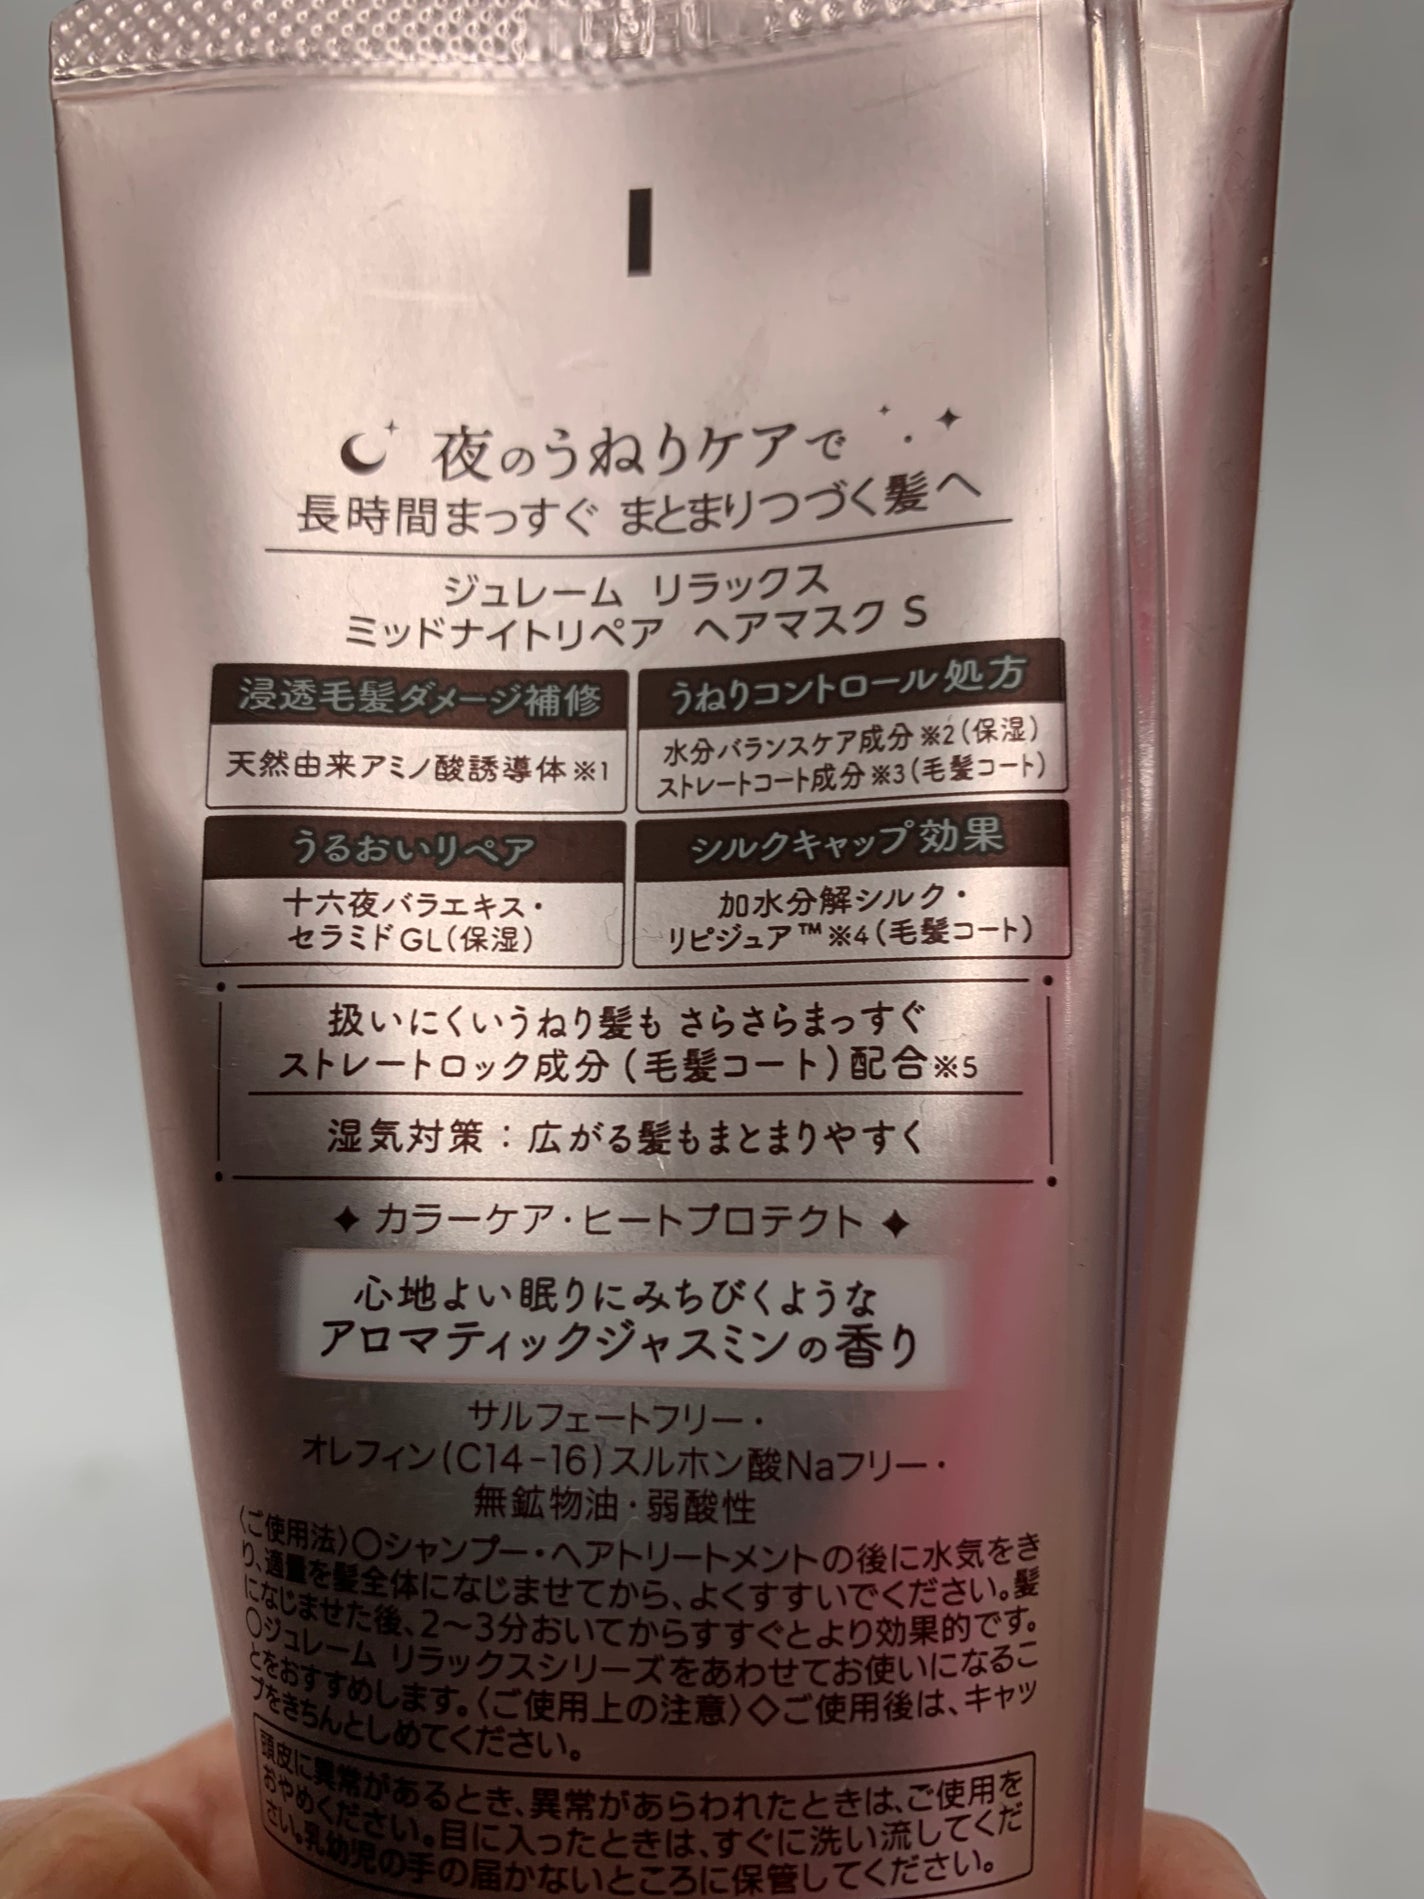 夜のうねりケアで
長時間まっすぐ まとまりつづく髪へ
ジュレーム リラックス
ミッドナイトリペア ヘアマスク S
浸透毛髪ダメージ補修
天然由来アミノ酸誘導体※1
うねりコントロール処方
水分バランスケア成分※2(保湿)
ストレートコート成分※3(毛髪コート)
うるおいリペア
十六夜バラエキス・
セラミドGL(保湿)
シルクキャップ効果
加水分解シルク・
リピジュア™※4(毛髪コート)
扱いにくいうねり髪も さらさらまっすぐ
ストレートロック成分(毛髪コート)配合※5
湿気対策:広がる髪もまとまりやすく
カラーケア・ヒートプロテクト
心地よい眠りにみちびくような
アロマティックジャスミンの香り
サルフェートフリー・
オレフィン(C14-16)スルホン酸Naフリー・
無鉱物油・弱酸性
〈ご使用法〉○シャンプー・ヘアトリートメントの後に水気をき
り、適量を髪全体になじませてから、よくすすいでください。髪
になじませた後、2〜3分おいてからすすぐとより効果的です。
○ジュレーム リラックスシリーズをあわせてお使いになるこ
とをおすすめします。〈ご使用上の注意〉◇ご使用後は、キャッ
プをきちんとしめてください。
頭皮に異常があるとき、異常があらわれたときは、ご使用を
おやめください。目に入ったときは、すぐに洗い流してくだ
さい。乳幼児の手の届かないところに保管してください。